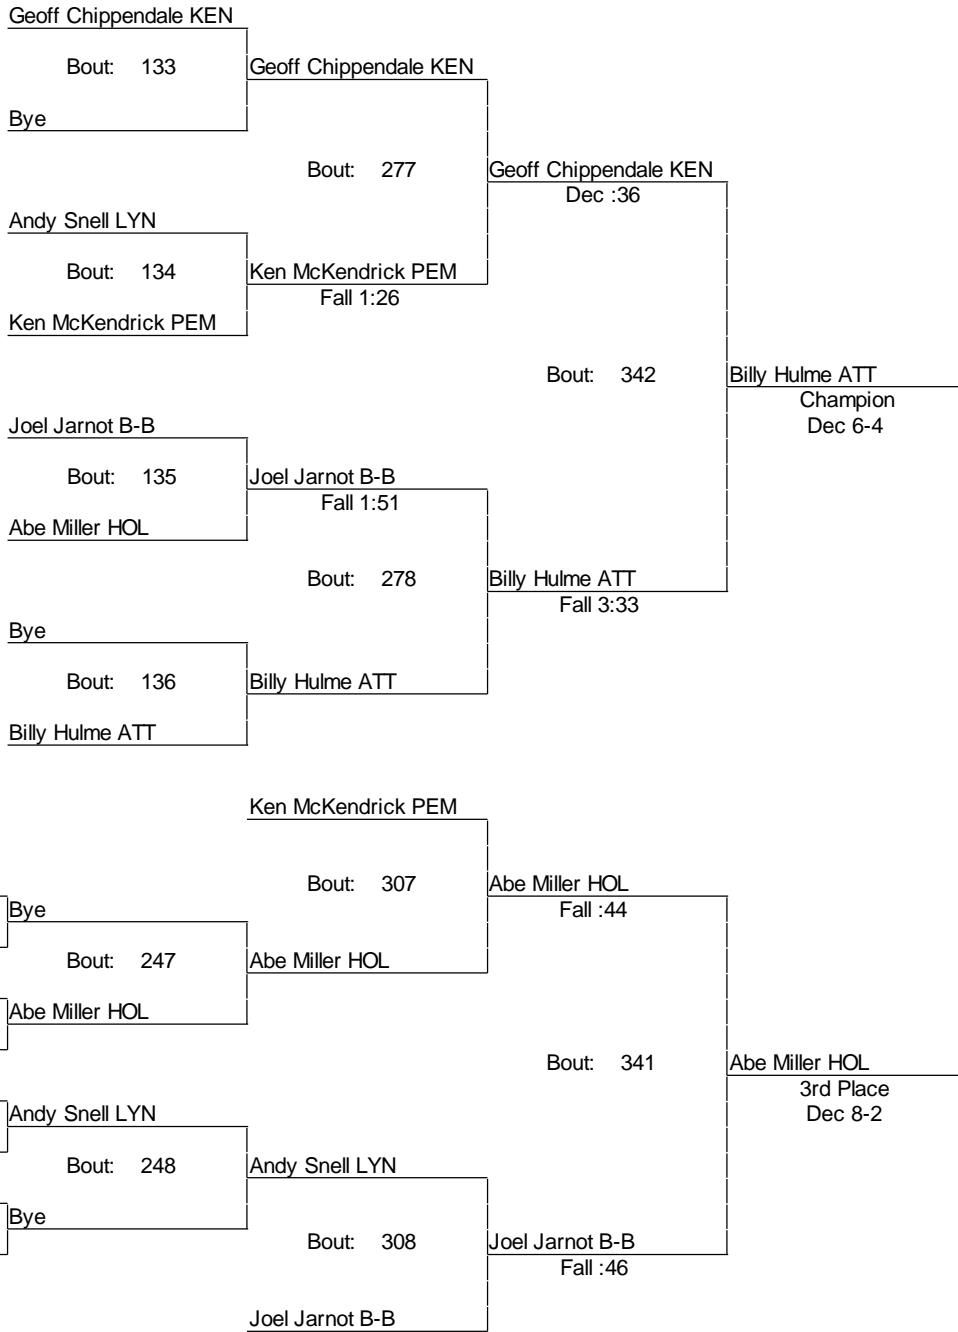 Geoff Chippendale KEN
Bout: 133 Geoff Chippendale KEN
Bye
Bout: 277 Geoff Chippendale KEN
Dec :36
Andy Snell LYN
Bout: 134 Ken McKendrick PEM
Fall 1:26
Ken McKendrick PEM
Bout: 342 Billy Hulme ATT
Champion
Joel Jarnot B-B Dec 6-4
Bout: 135 Joel Jarnot B-B
Fall 1:51
Abe Miller HOL
Bout: 278 Billy Hulme ATT
Fall 3:33
Bye
Bout: 136 Billy Hulme ATT
Billy Hulme ATT
Ken McKendrick PEM
Bout: 307 Abe Miller HOL
Bye Fall :44
Bout: 247 Abe Miller HOL
Abe Miller HOL
Bout: 341 Abe Miller HOL
3rd Place
Andy Snell LYN Dec 8-2
Bout: 248 Andy Snell LYN
Bye
Bout: 308 Joel Jarnot B-B
Fall :46
Joel Jarnot B-B